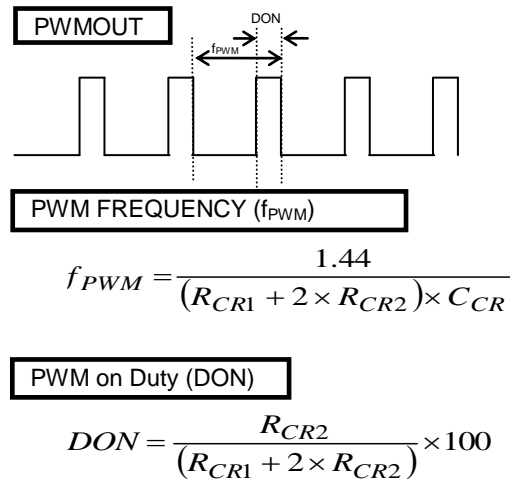 PWMOUT
DON
fPWM
PWM FREQUENCY (fPWM)
fPWM = 1.44 / ((RCR1 + 2 × RCR2) × CCR)
PWM on Duty (DON)
DON = RCR2 / (RCR1 + 2 × RCR2) × 100